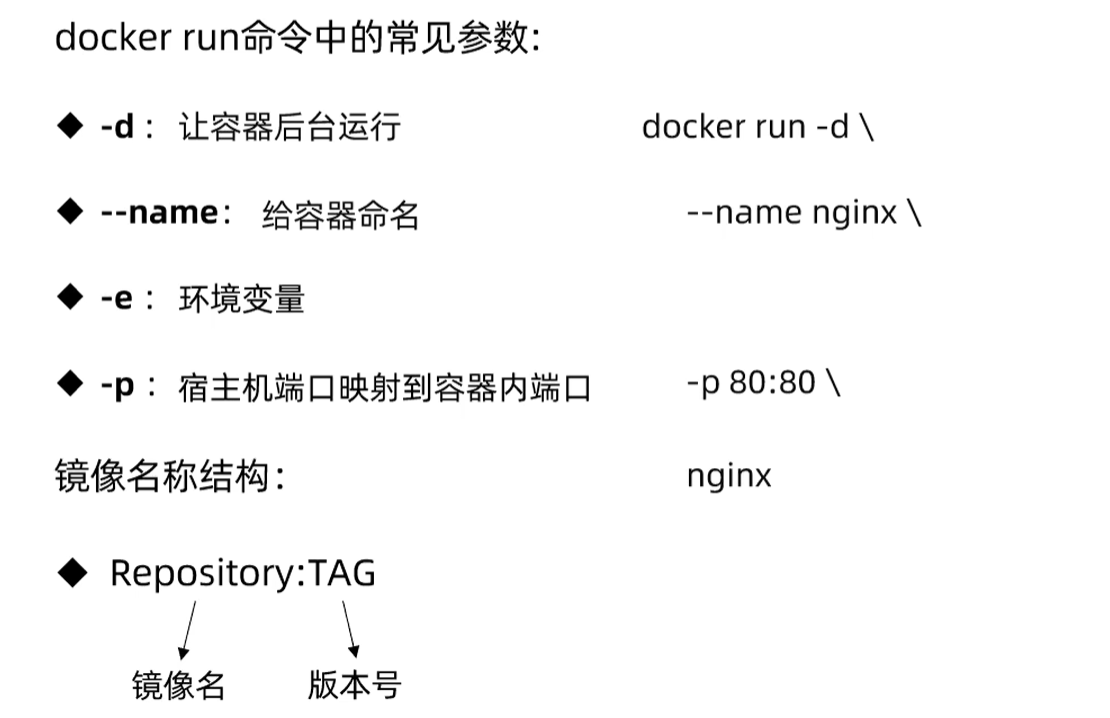 docker run命令中的常见参数:
◆ -d： 让容器后台运行
docker run -d \
◆ --name： 给容器命名
--name nginx \
◆ -e： 环境变量
◆ -p： 宿主机端口映射到容器内端口
-p 80:80 \
镜像名称结构：
nginx
◆ Repository:TAG
镜像名 版本号